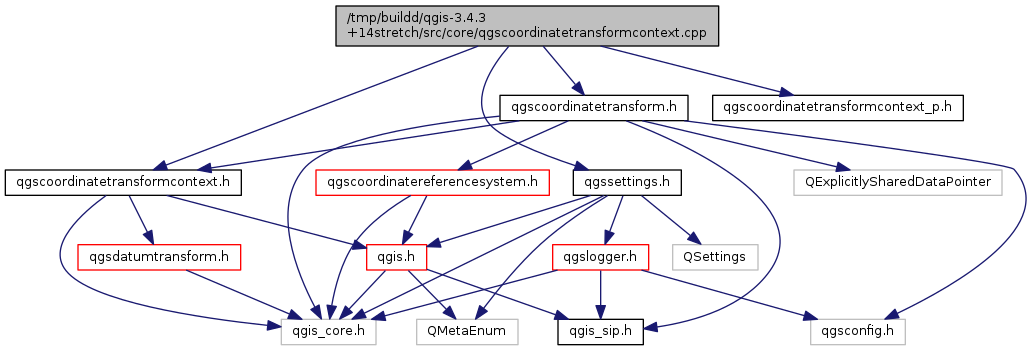 /tmp/buildd/qgis-3.4.3
+14stretch/src/core/qgscoordinatetransformcontext.cpp
qgscoordinatetransform.h
qgscoordinatetransformcontext_p.h
qgscoordinatetransformcontext.h
qgscoordinatereferencesystem.h
qgssettings.h
QExplicitlySharedDataPointer
qgsdatumtransform.h
qgis.h
qgslogger.h
QSettings
qgis_core.h
QMetaEnum
qgis_sip.h
qgsconfig.h